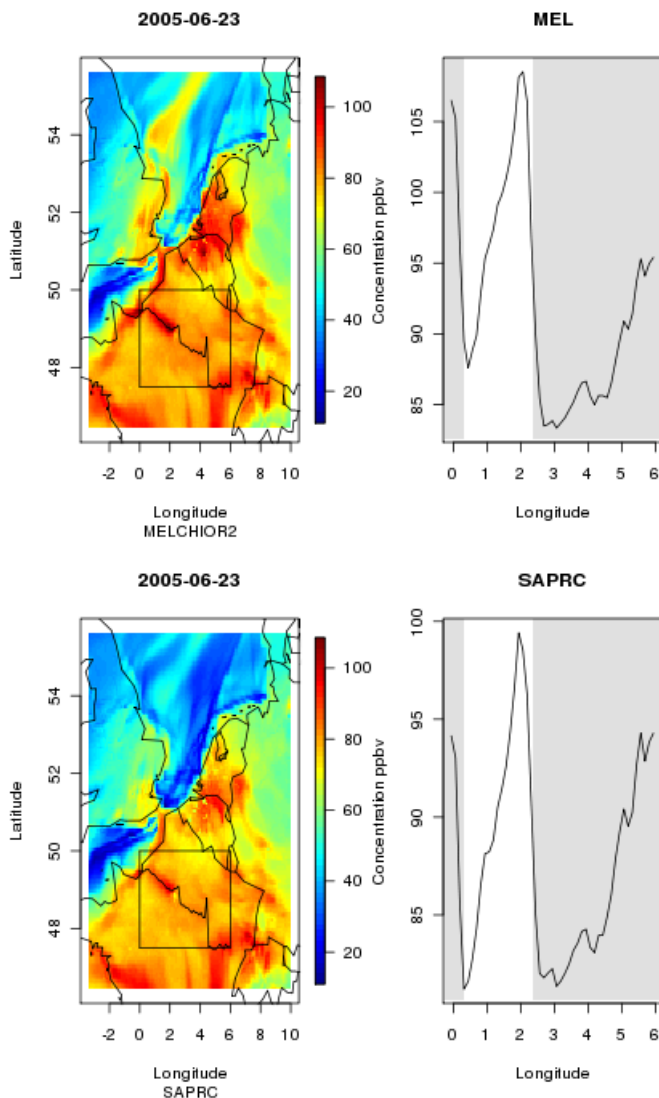 2005-06-23
MEL
Latitude
48 50 52 54
-2 0 2 4 6 8 10
Longitude
MELCHIOR2
20 40 60 80 100
Concentration ppbv
85 90 95 100 105
0 1 2 3 4 5 6
Longitude
2005-06-23
SAPRC
Latitude
48 50 52 54
-2 0 2 4 6 8 10
Longitude
SAPRC
20 40 60 80 100
Concentration ppbv
85 90 95 100
0 1 2 3 4 5 6
Longitude